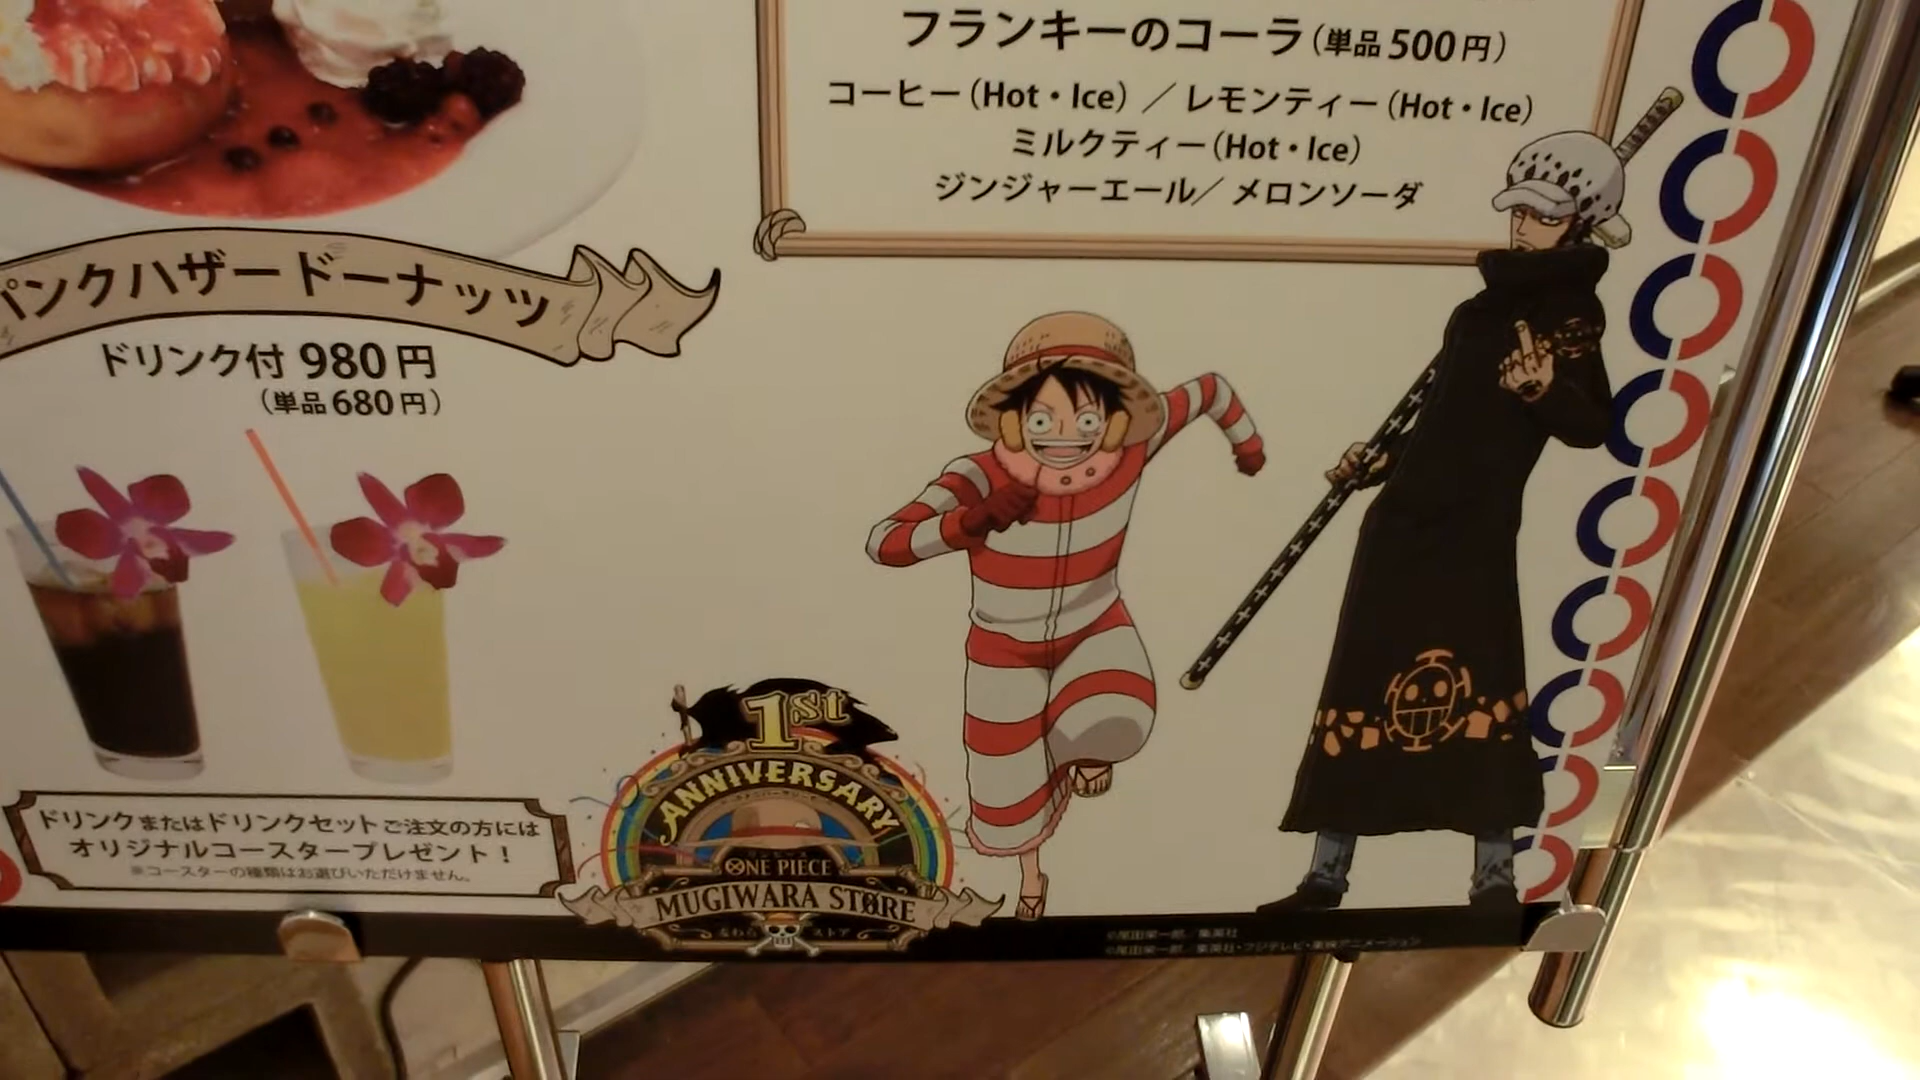 フランキーのコーラ（単品500円）
コーヒー（Hot・Ice）／レモンティー（Hot・Ice）
ミルクティー（Hot・Ice）
ジンジャーエール／メロンソーダ
パンクハザードーナッツ
ドリンク付 980円
（単品680円）
ドリンクまたはドリンクセットご注文の方には
オリジナルコースタープレゼント！
※コースターの種類はお選びいただけません。
1st
ANNIVERSARY
ONE PIECE
MUGIWARA STORE
むぎわら ストア
©尾田栄一郎／集英社
©尾田栄一郎／集英社・フジテレビ・東映アニメーション